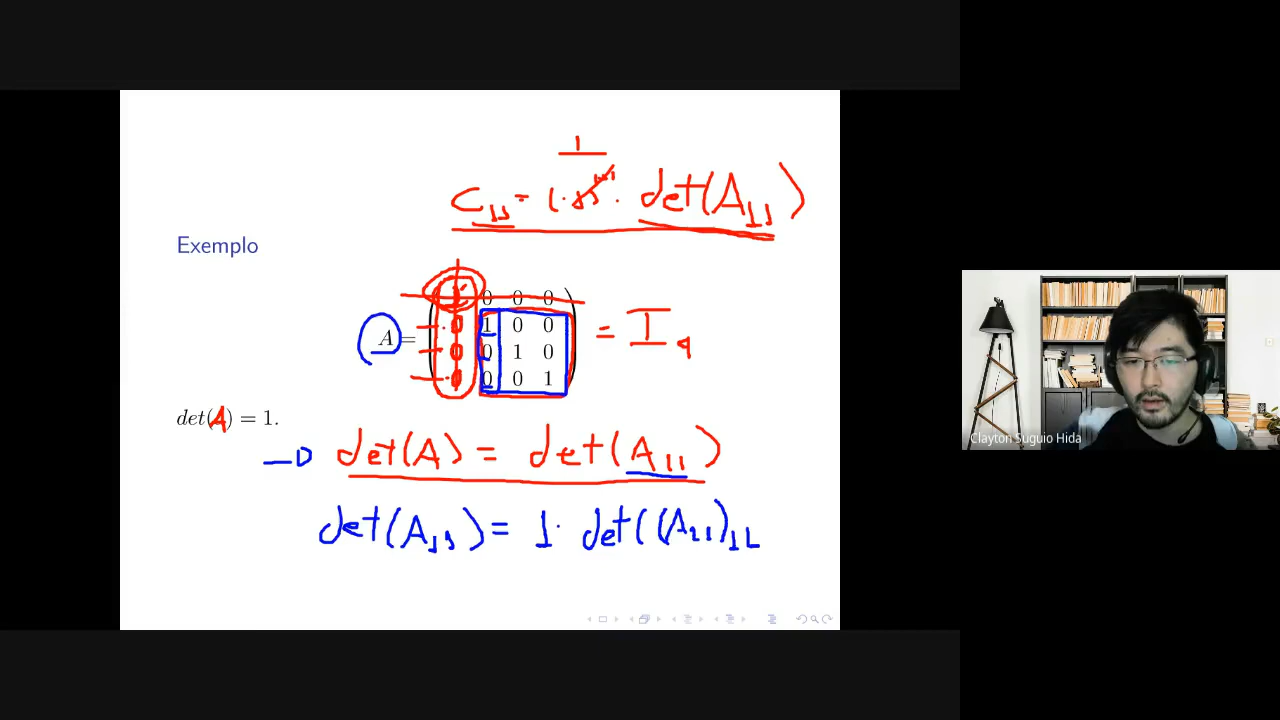 1
C₁₁ = 1 · det(A₁₁)
Exemplo
0 0 0
0 1 0 0
A = 0 0 1 0 = I₄
0 0 0 1
det(A) = 1.
det(A) = det(A₁₁)
det(A₁₁) = 1 · det((A₁₁)₁₁
Clayton Suguio Hida